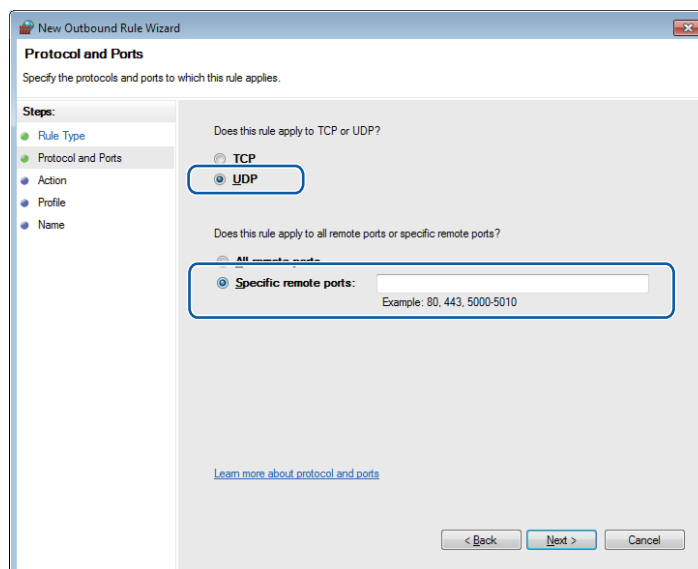 New Outbound Rule Wizard
Protocol and Ports
Specify the protocols and ports to which this rule applies.
Steps:
Rule Type
Protocol and Ports
Action
Profile
Name
Does this rule apply to TCP or UDP?
TCP
UDP
Does this rule apply to all remote ports or specific remote ports?
All remote ports
Specific remote ports:
Example: 80, 443, 5000-5010
Learn more about protocol and ports
< Back
Next >
Cancel